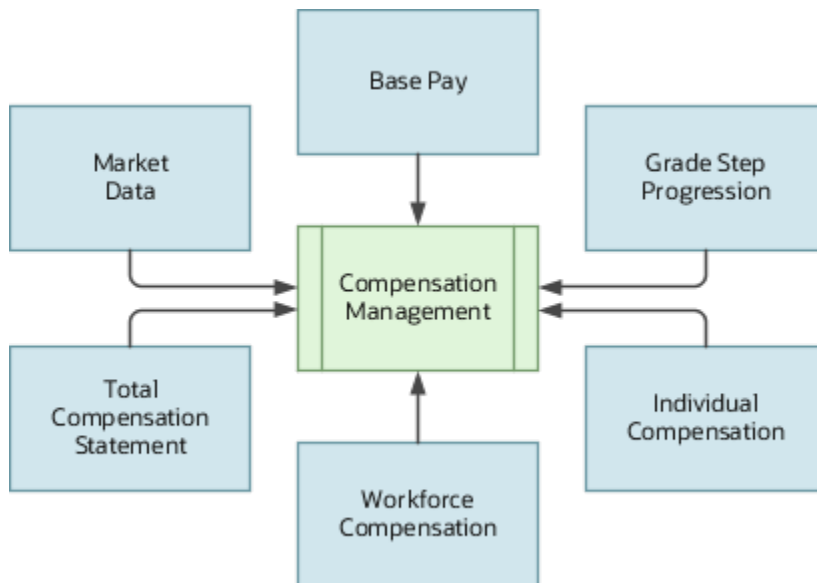 Base Pay
Market
Data
Grade Step
Progression
Compensation
Management
Total
Compensation
Statement
Individual
Compensation
Workforce
Compensation